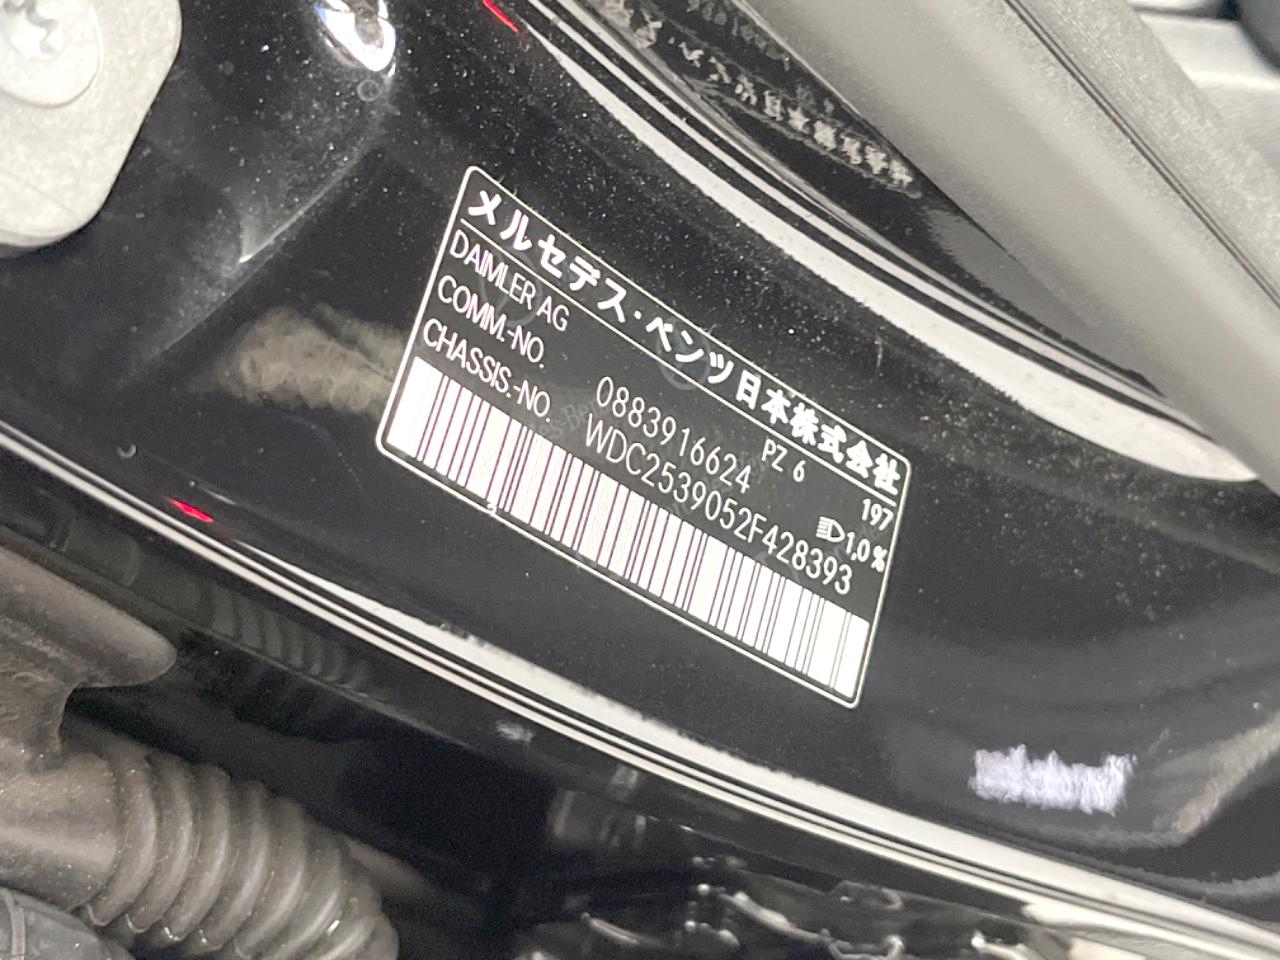 メルセデス・ベンツ日本株式会社
DAIMLER AG
PZ 6
197
COMM.-NO. 0883916624
1,0 %
CHASSIS.-NO. WDC2539052F428393